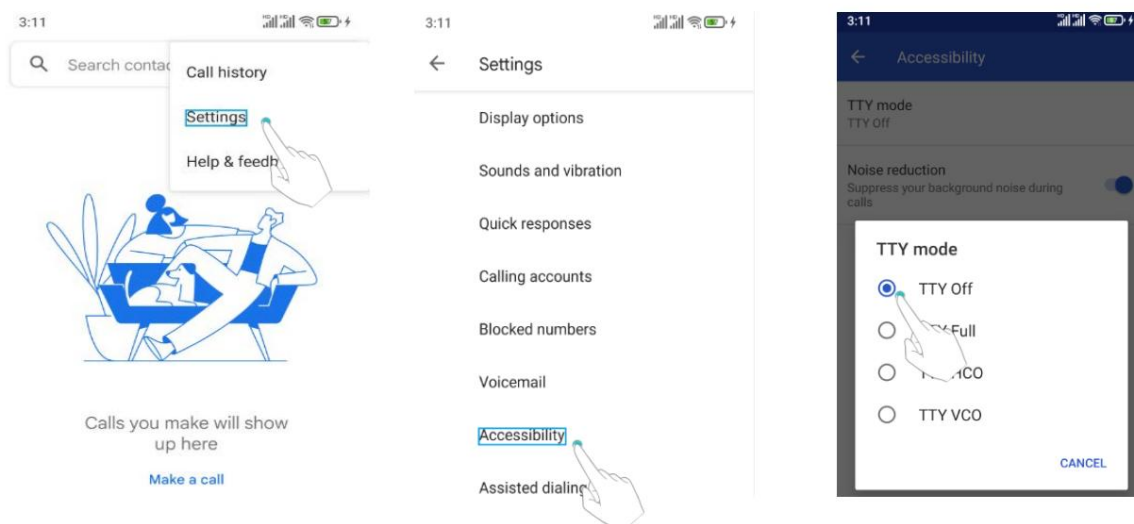 3:11
Search contac
Call history
Settings
Help & feedb
Calls you make will show
up here
Make a call
3:11
Settings
Display options
Sounds and vibration
Quick responses
Calling accounts
Blocked numbers
Voicemail
Accessibility
Assisted dialing
3:11
Accessibility
TTY mode
TTY Off
Noise reduction
Suppress your background noise during
calls
TTY mode
TTY Off
Full
HCO
TTY VCO
CANCEL